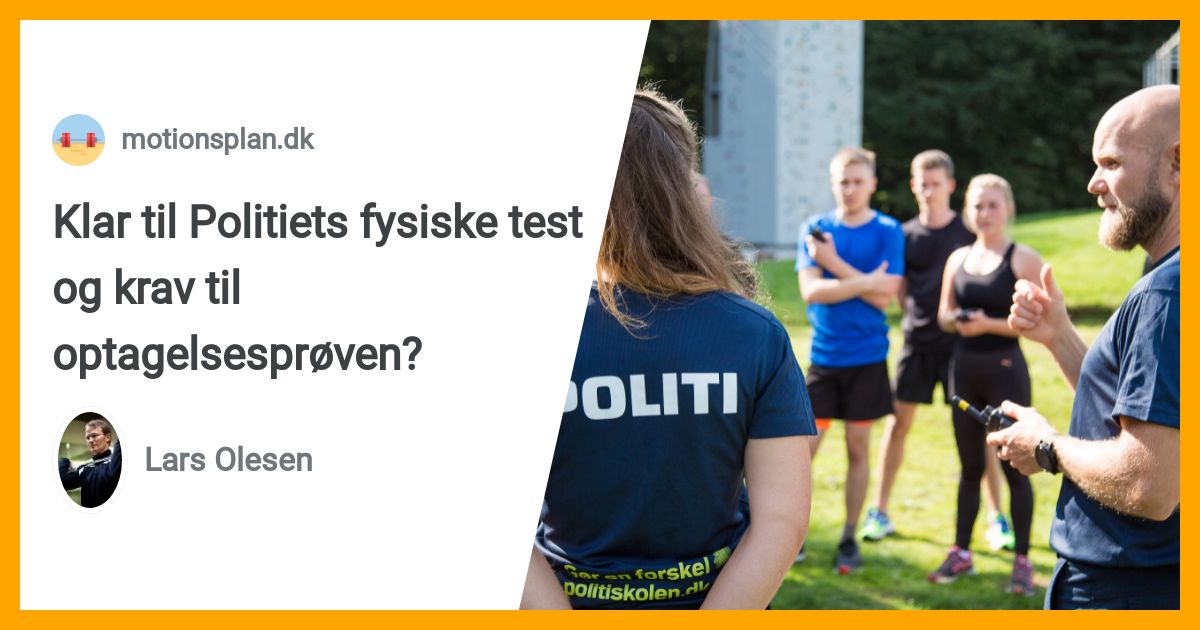 motionsplan.dk
Klar til Politiets fysiske test
og krav til
optagelsesprøven?
Lars Olesen
POLITI
Gør en forskel
politiskolen.dk